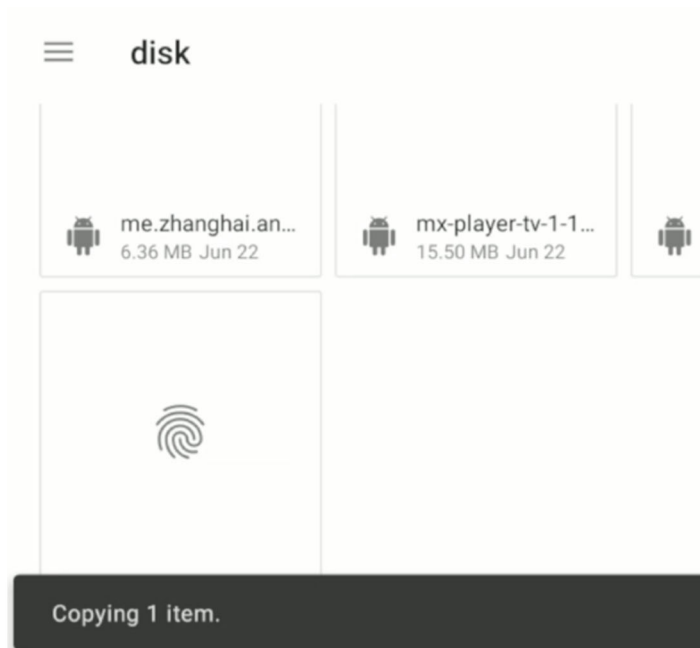 disk
me.zhanghai.an...
6.36 MB Jun 22
mx-player-tv-1-1...
15.50 MB Jun 22
Copying 1 item.